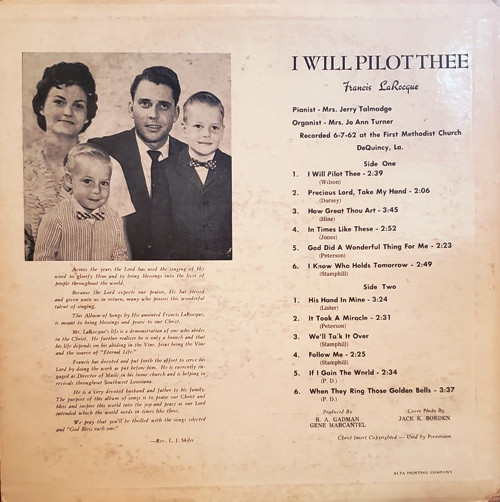 I WILL PILOT THEE
Francis LaRocque
Pianist - Mrs. Jerry Talmadge
Organist - Mrs. Jo Ann Turner
Recorded 6-7-62 at the First Methodist Church
DeQuincy, La.
Side One
1. I Will Pilot Thee - 2:39
(Wilson)
2. Precious Lord, Take My Hand - 2:06
(Dorsey)
3. How Great Thou Art - 3:45
(Hine)
4. In Times Like These - 2:52
(Jones)
5. God Did A Wonderful Thing For Me - 2:23
(Peterson)
6. I Know Who Holds Tomorrow - 2:49
(Stamphill)
Side Two
1. His Hand In Mine - 3:24
(Lister)
2. It Took A Miracle - 2:31
(Peterson)
3. We'll Talk It Over
(Stamphill)
4. Follow Me - 2:25
(Stamphill)
5. If I Gain The World - 2:34
(P. D.)
6. When They Ring Those Golden Bells - 3:37
(P. D.)
Produced By
R. A. GADMAN
GENE MARCANTEL
Cover Photo By
JACK K. BORDEN
Christ Insert Copyrighted — Used by Permission
ALTA PRINTING COMPANY
Across the years the Lord has used the singing of His
word to glorify Him and to bring blessings into the lives of
people throughout the world.
Because the Lord expects our praises, He has blessed
and given unto us in return, many who possess this wonderful
talent of singing.
This Album of Songs by His anointed Francis LaRocque,
is meant to bring blessings and praise to our Christ.
Mr. LaRocque's life is a demonstration of one who abides
in the Christ. He further realizes he is only a branch and that
his life depends on his abiding in the Vine. Jesus being the Vine
and the source of "Eternal Life."
Francis has devoted and put forth the effort to serve his
Lord by doing the work as put before him. He is currently engaged
as Director of Music in his home church and is helping in
revivals throughout Southwest Louisiana.
He is a very devoted husband and father to his family.
The purpose of this album of songs is to praise our Christ and
bless and inspire this world into the joy and peace as our Lord
intended which the world needs in times like these.
We pray that you'll be thrilled with the songs selected
and "God Bless each one".
—Rev. L. J. Skiles